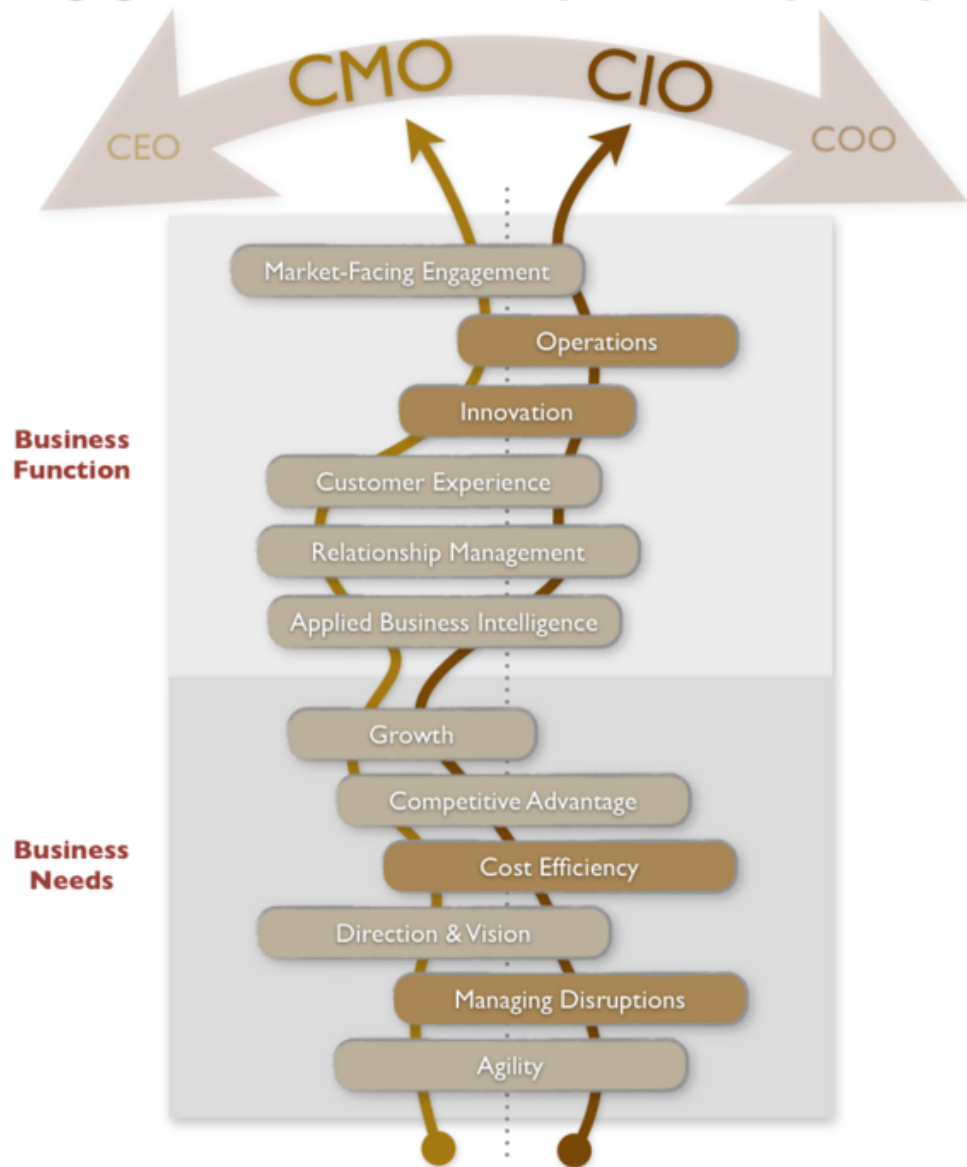 CMO
CIO
CEO
COO
Market-Facing Engagement
Operations
Innovation
Business
Function
Customer Experience
Relationship Management
Applied Business Intelligence
Growth
Competitive Advantage
Business
Needs
Cost Efficiency
Direction & Vision
Managing Disruptions
Agility